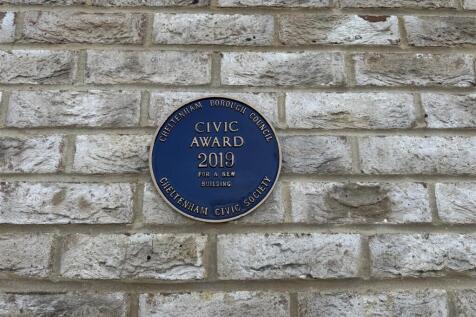 CHELTENHAM BOROUGH COUNCIL
CIVIC
AWARD
2019
FOR A NEW
BUILDING
CHELTENHAM CIVIC SOCIETY